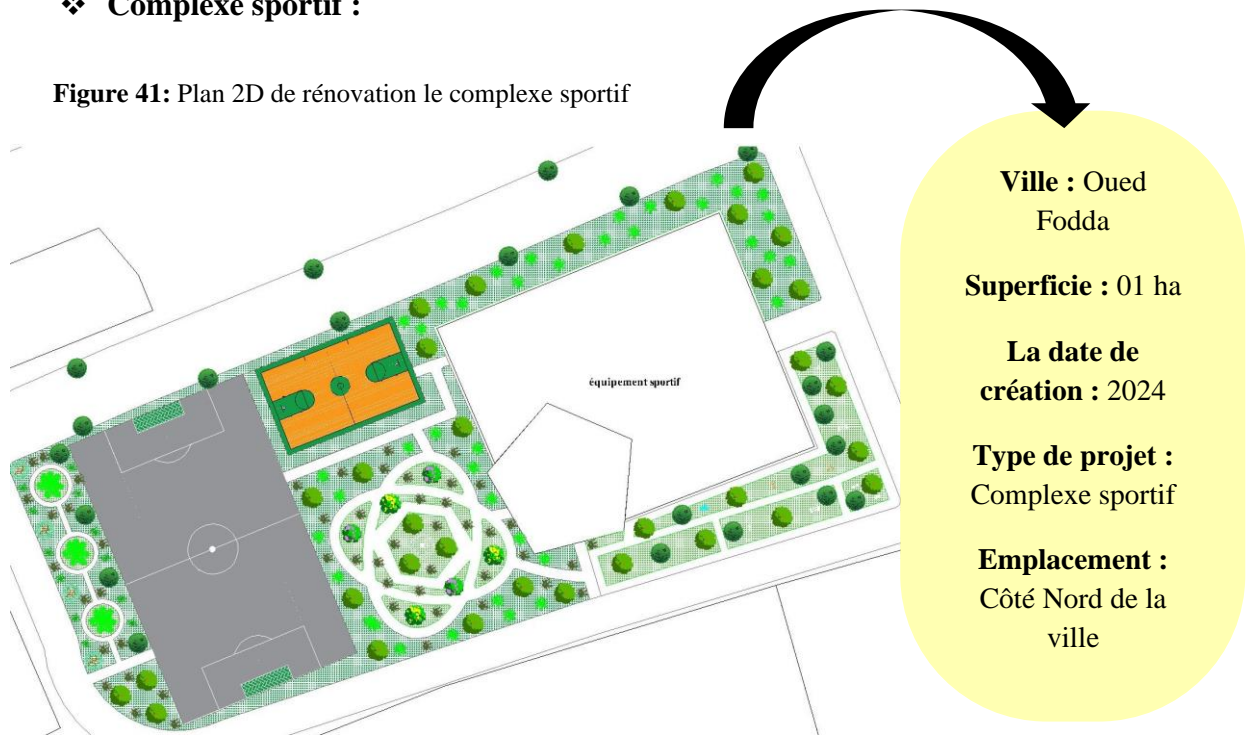 ❖ Complexe sportif :
Figure 41: Plan 2D de rénovation le complexe sportif
équipement sportif
Ville : Oued
Fodda
Superficie : 01 ha
La date de
création : 2024
Type de projet :
Complexe sportif
Emplacement :
Côté Nord de la
ville